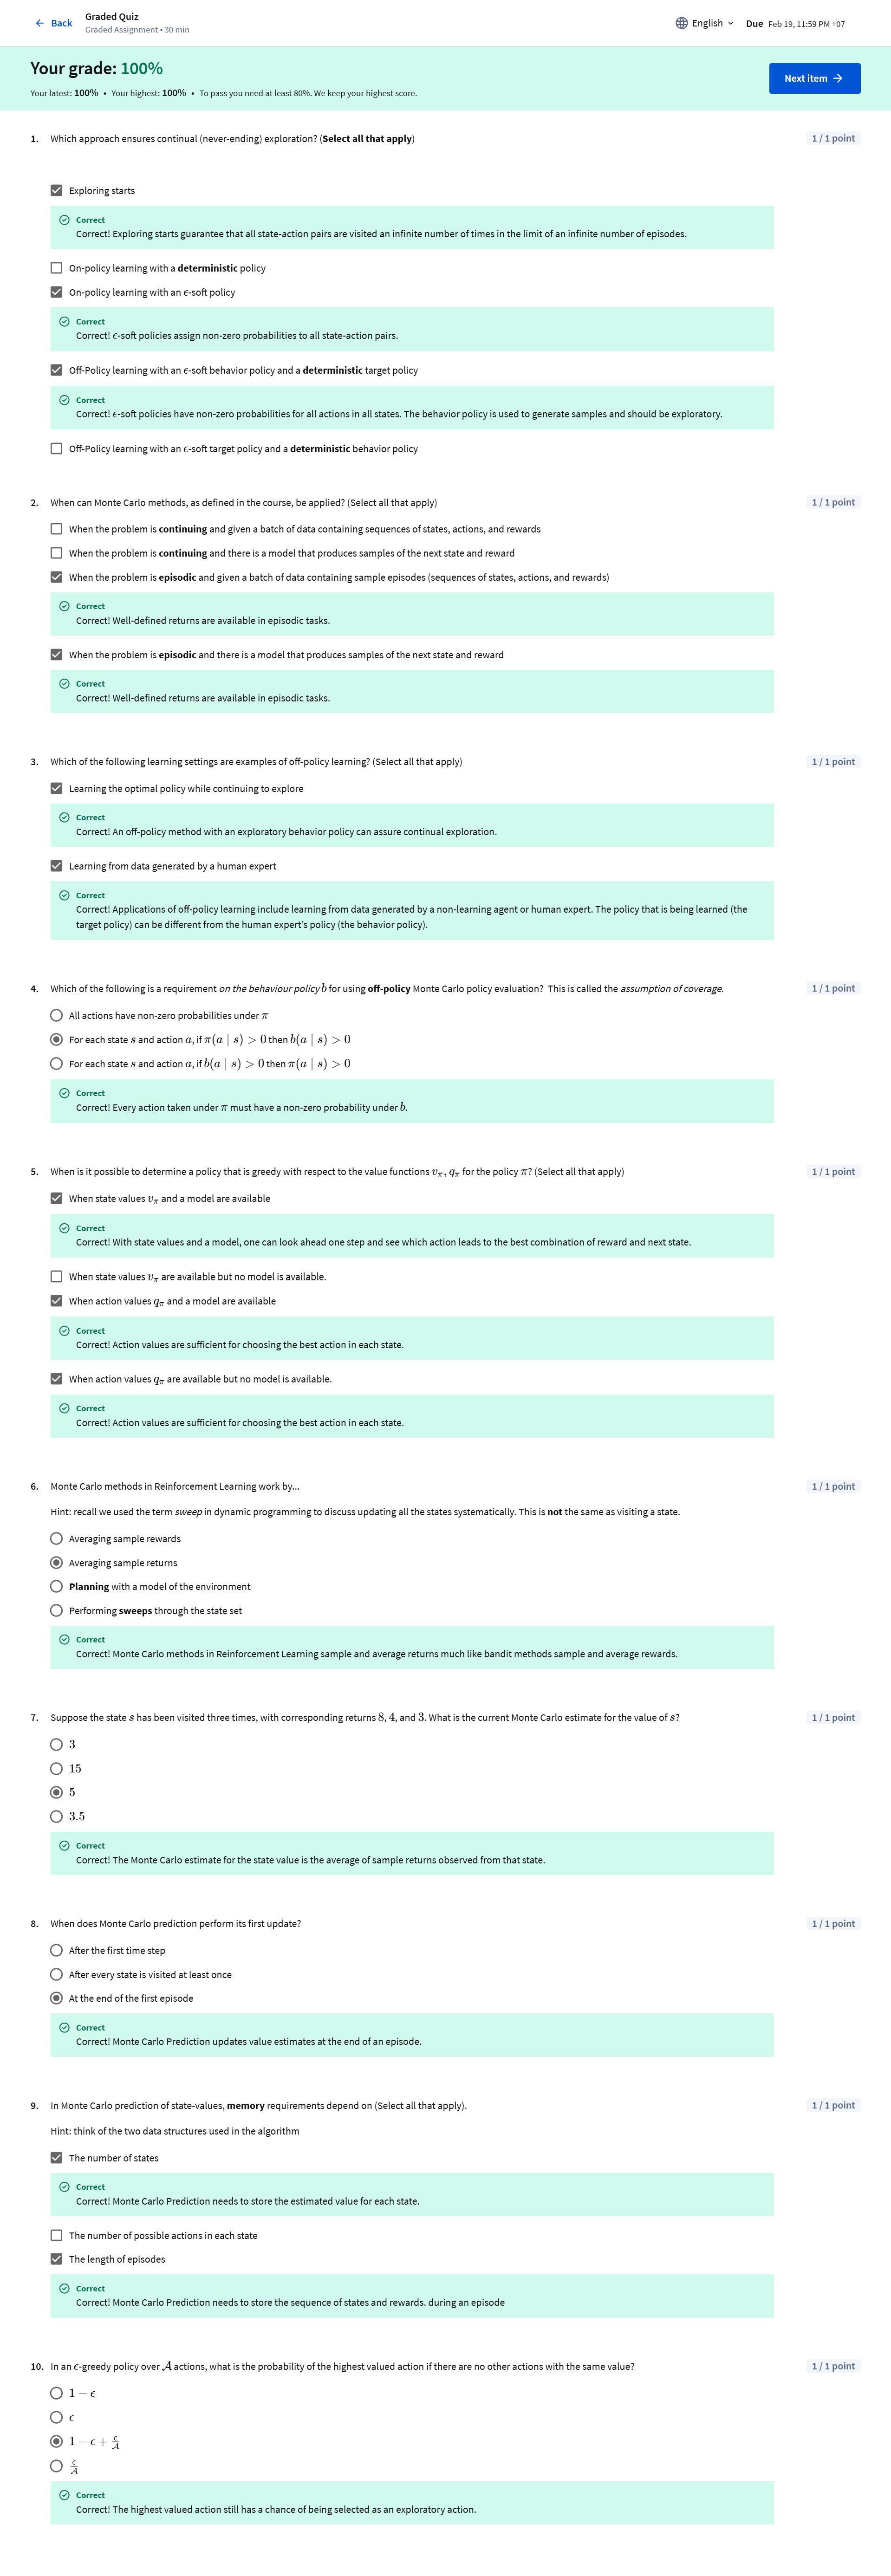 Back
Graded Quiz
Graded Assignment • 30 min
English
Due Feb 19, 11:59 PM +07
Your grade: 100%
Your latest: 100% • Your highest: 100% • To pass you need at least 80%. We keep your highest score.
Next item
1. Which approach ensures continual (never-ending) exploration? (Select all that apply)
1 / 1 point
Exploring starts
Correct
Correct! Exploring starts guarantee that all state-action pairs are visited an infinite number of times in the limit of an infinite number of episodes.
On-policy learning with a deterministic policy
On-policy learning with an ϵ-soft policy
Correct
Correct! ϵ-soft policies assign non-zero probabilities to all state-action pairs.
Off-Policy learning with an ϵ-soft behavior policy and a deterministic target policy
Correct
Correct! ϵ-soft policies have non-zero probabilities for all actions in all states. The behavior policy is used to generate samples and should be exploratory.
Off-Policy learning with an ϵ-soft target policy and a deterministic behavior policy
2. When can Monte Carlo methods, as defined in the course, be applied? (Select all that apply)
1 / 1 point
When the problem is continuing and given a batch of data containing sequences of states, actions, and rewards
When the problem is continuing and there is a model that produces samples of the next state and reward
When the problem is episodic and given a batch of data containing sample episodes (sequences of states, actions, and rewards)
Correct
Correct! Well-defined returns are available in episodic tasks.
When the problem is episodic and there is a model that produces samples of the next state and reward
Correct
Correct! Well-defined returns are available in episodic tasks.
3. Which of the following learning settings are examples of off-policy learning? (Select all that apply)
1 / 1 point
Learning the optimal policy while continuing to explore
Correct
Correct! An off-policy method with an exploratory behavior policy can assure continual exploration.
Learning from data generated by a human expert
Correct
Correct! Applications of off-policy learning include learning from data generated by a non-learning agent or human expert. The policy that is being learned (the
target policy) can be different from the human expert's policy (the behavior policy).
4. Which of the following is a requirement on the behaviour policy b for using off-policy Monte Carlo policy evaluation? This is called the assumption of coverage.
1 / 1 point
All actions have non-zero probabilities under π
For each state s and action a, if π(a ∣ s) > 0 then b(a ∣ s) > 0
For each state s and action a, if b(a ∣ s) > 0 then π(a ∣ s) > 0
Correct
Correct! Every action taken under π must have a non-zero probability under b.
5. When is it possible to determine a policy that is greedy with respect to the value functions vπ, qπ for the policy π? (Select all that apply)
1 / 1 point
When state values vπ and a model are available
Correct
Correct! With state values and a model, one can look ahead one step and see which action leads to the best combination of reward and next state.
When state values vπ are available but no model is available.
When action values qπ and a model are available
Correct
Correct! Action values are sufficient for choosing the best action in each state.
When action values qπ are available but no model is available.
Correct
Correct! Action values are sufficient for choosing the best action in each state.
6. Monte Carlo methods in Reinforcement Learning work by...
1 / 1 point
Hint: recall we used the term sweep in dynamic programming to discuss updating all the states systematically. This is not the same as visiting a state.
Averaging sample rewards
Averaging sample returns
Planning with a model of the environment
Performing sweeps through the state set
Correct
Correct! Monte Carlo methods in Reinforcement Learning sample and average returns much like bandit methods sample and average rewards.
7. Suppose the state s has been visited three times, with corresponding returns 8, 4, and 3. What is the current Monte Carlo estimate for the value of s?
1 / 1 point
3
15
5
3.5
Correct
Correct! The Monte Carlo estimate for the state value is the average of sample returns observed from that state.
8. When does Monte Carlo prediction perform its first update?
1 / 1 point
After the first time step
After every state is visited at least once
At the end of the first episode
Correct
Correct! Monte Carlo Prediction updates value estimates at the end of an episode.
9. In Monte Carlo prediction of state-values, memory requirements depend on (Select all that apply).
1 / 1 point
Hint: think of the two data structures used in the algorithm
The number of states
Correct
Correct! Monte Carlo Prediction needs to store the estimated value for each state.
The number of possible actions in each state
The length of episodes
Correct
Correct! Monte Carlo Prediction needs to store the sequence of states and rewards. during an episode
10. In an ϵ-greedy policy over 𝒜 actions, what is the probability of the highest valued action if there are no other actions with the same value?
1 / 1 point
1 − ϵ
ϵ
1 − ϵ + ϵ/𝒜
ϵ/𝒜
Correct
Correct! The highest valued action still has a chance of being selected as an exploratory action.